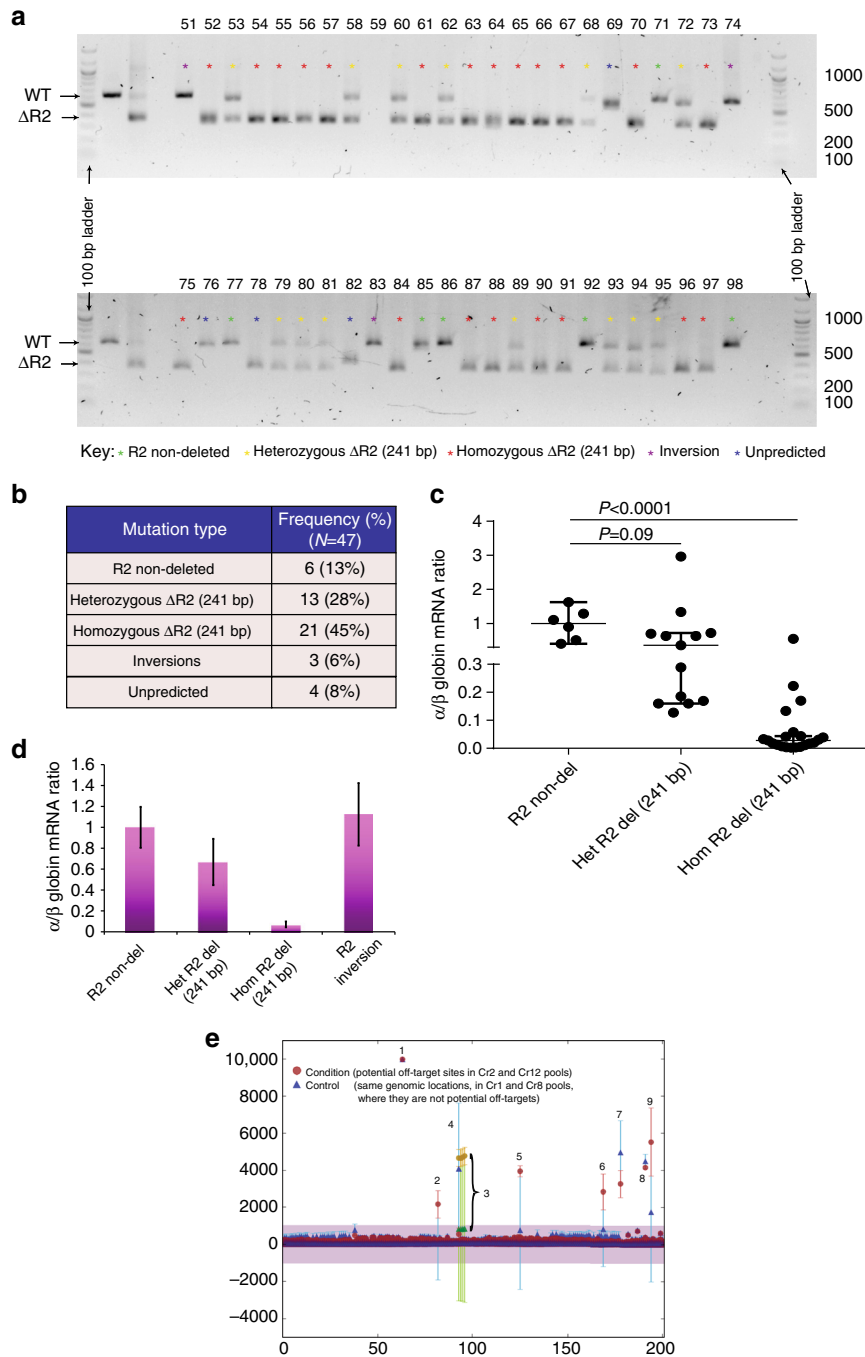 a
51 52 53 54 55 56 57 58 59 60 61 62 63 64 65 66 67 68 69 70 71 72 73 74
WT
ΔR2
1000
500
200
100
100 bp ladder
100 bp ladder
75 76 77 78 79 80 81 82 83 84 85 86 87 88 89 90 91 92 93 94 95 96 97 98
WT
ΔR2
1000
500
200
100
Key: * R2 non-deleted * Heterozygous ΔR2 (241 bp) * Homozygous ΔR2 (241 bp) * Inversion * Unpredicted
b
Mutation type Frequency (%)
(N=47)
R2 non-deleted 6 (13%)
Heterozygous ΔR2 (241 bp) 13 (28%)
Homozygous ΔR2 (241 bp) 21 (45%)
Inversions 3 (6%)
Unpredicted 4 (8%)
c
P<0.0001
P=0.09
α/β globin mRNA ratio
4
3
2
1
0.3
0.2
0.1
0.0
R2 non-del
Het R2 del (241 bp)
Hom R2 del (241 bp)
d
α/β globin mRNA ratio
1.6
1.4
1.2
1
0.8
0.6
0.4
0.2
0
R2 non-del
Het R2 del
(241 bp)
Hom R2 del
(241 bp)
R2
inversion
e
10,000
8000
6000
4000
2000
0
−2000
−4000
0 50 100 150 200
Condition (potential off-target sites in Cr2 and Cr12 pools)
Control (same genomic locations, in Cr1 and Cr8 pools,
where they are not potential off-targets)
1
2
3
4
5
6
7
8
9